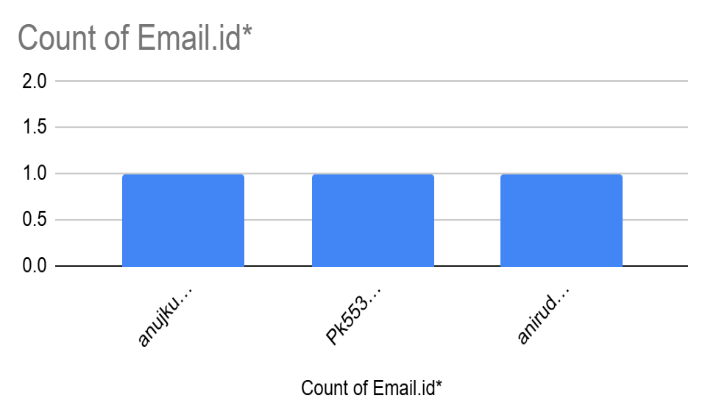 Count of Email.id*
2.0
1.5
1.0
0.5
0.0
anujku...
Pk553...
anirud...
Count of Email.id*